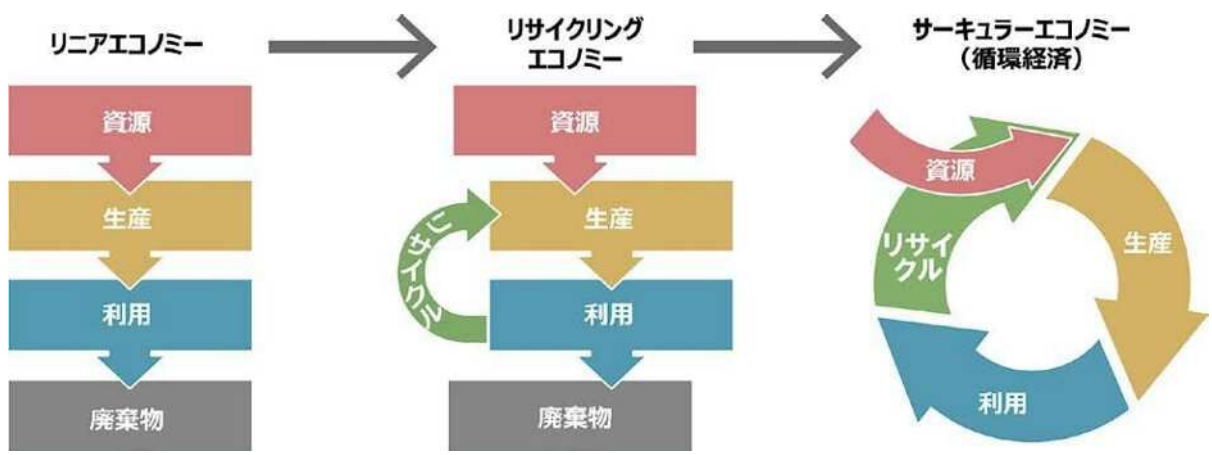 リニアエコノミー
リサイクリング
エコノミー
サーキュラーエコノミー
（循環経済）
資源
生産
利用
廃棄物
資源
リサイクル
生産
利用
廃棄物
資源
リサイ
クル
生産
利用